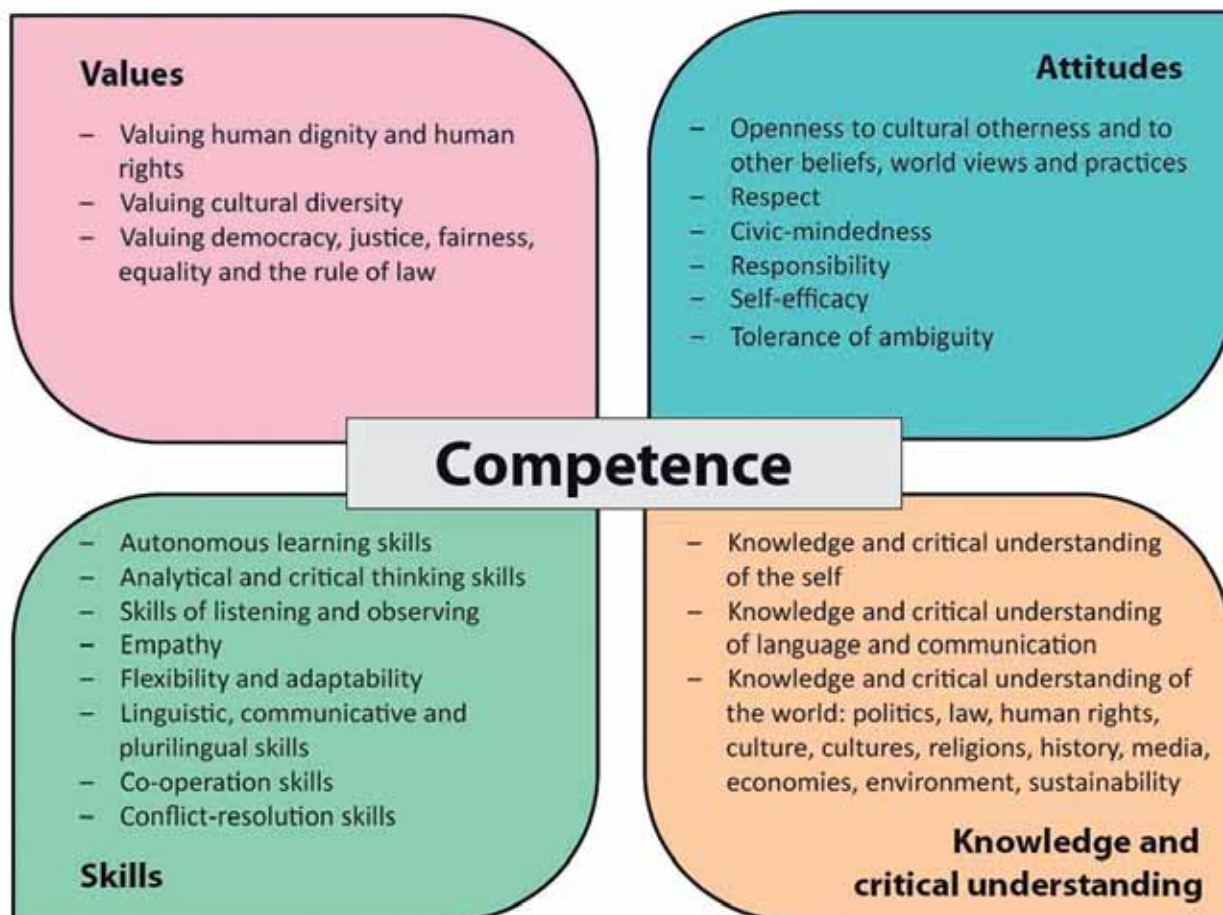 Values
– Valuing human dignity and human
rights
– Valuing cultural diversity
– Valuing democracy, justice, fairness,
equality and the rule of law
Attitudes
– Openness to cultural otherness and to
other beliefs, world views and practices
– Respect
– Civic-mindedness
– Responsibility
– Self-efficacy
– Tolerance of ambiguity
Competence
– Autonomous learning skills
– Analytical and critical thinking skills
– Skills of listening and observing
– Empathy
– Flexibility and adaptability
– Linguistic, communicative and
plurilingual skills
– Co-operation skills
– Conflict-resolution skills
Skills
– Knowledge and critical understanding
of the self
– Knowledge and critical understanding
of language and communication
– Knowledge and critical understanding of
the world: politics, law, human rights,
culture, cultures, religions, history, media,
economies, environment, sustainability
Knowledge and
critical understanding